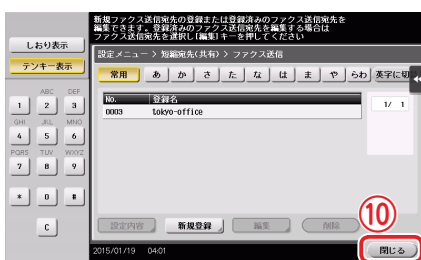 新規ファクス送信宛先の登録または登録済みのファクス送信宛先を
編集できます。登録済みのファクス送信宛先を編集する場合は
ファクス宛先を選択し[編集]キーを押してください
しおり表示
テンキー表示
設定メニュー > 短縮宛先(共有) > ファクス送信
常用 あ か さ た な は ま や らわ 英字に切
No. 登録名
0003 tokyo-office
1/ 1
ABC DEF
1 2 3
GHI JKL MNO
4 5 6
PQRS TUV WXYZ
7 8 9
* 0 #
C
設定内容 新規登録 編集 削除
⑩
2015/01/19 04:01
閉じる